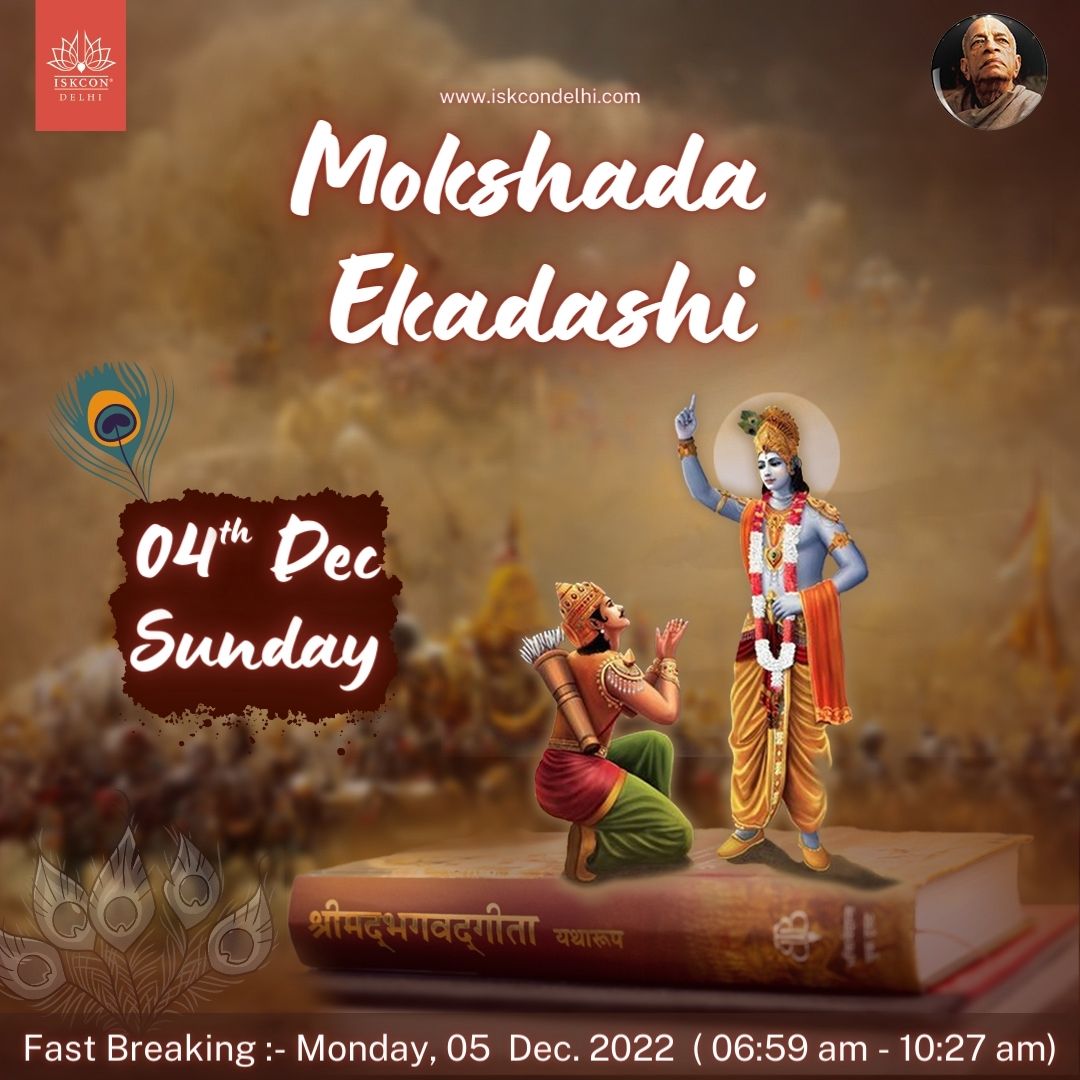 ISKCON®
DELHI
www.iskcondelhi.com
Mokshada
Ekadashi
04th Dec
Sunday
श्रीमद्भगवद्गीता यथारूप
Fast Breaking :- Monday, 05 Dec. 2022 ( 06:59 am - 10:27 am)